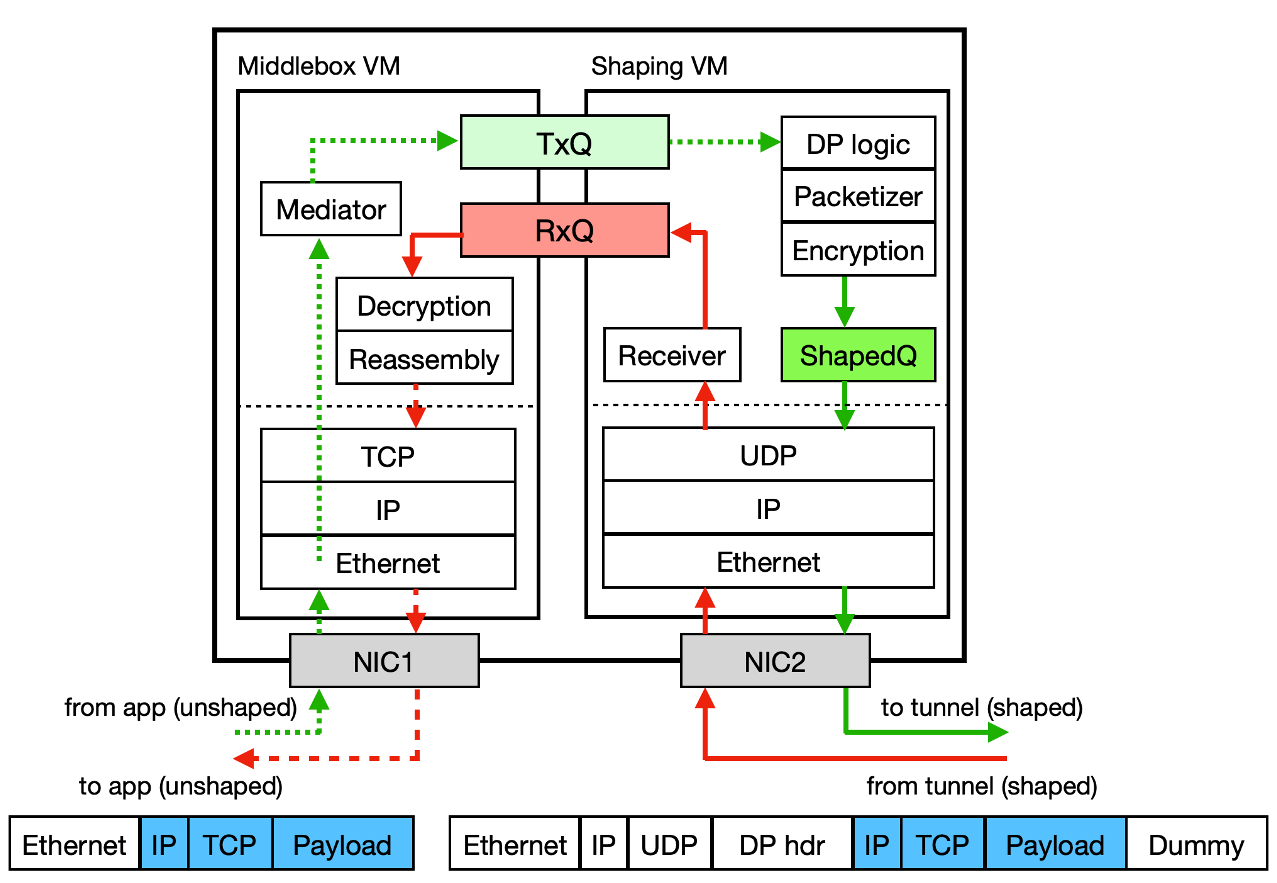 Middlebox VM
Shaping VM
TxQ
DP logic
Mediator
Packetizer
RxQ
Encryption
Decryption
Receiver
ShapedQ
Reassembly
TCP
UDP
IP
IP
Ethernet
Ethernet
NIC1
NIC2
from app (unshaped)
to tunnel (shaped)
to app (unshaped)
from tunnel (shaped)
Ethernet IP TCP Payload
Ethernet IP UDP DP hdr IP TCP Payload Dummy